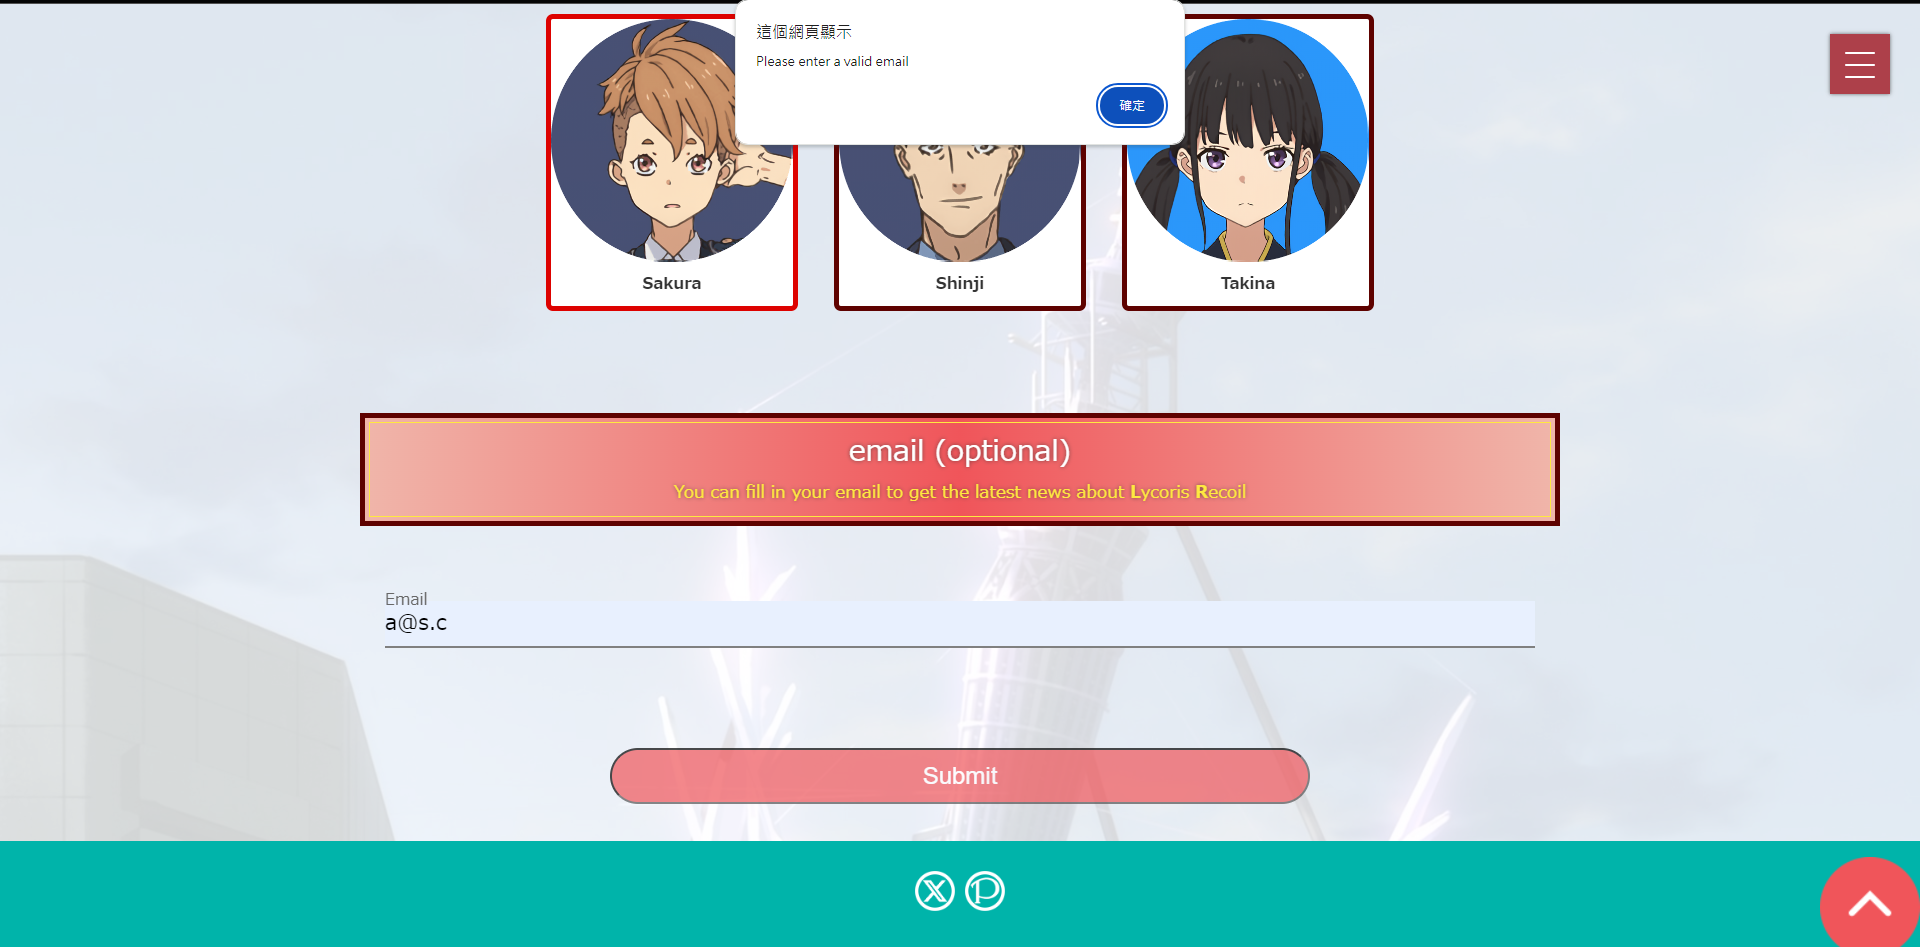 這個網頁顯示
Please enter a valid email
確定
Sakura
Shinji
Takina
email (optional)
You can fill in your email to get the latest news about Lycoris Recoil
Email
a@s.c
Submit